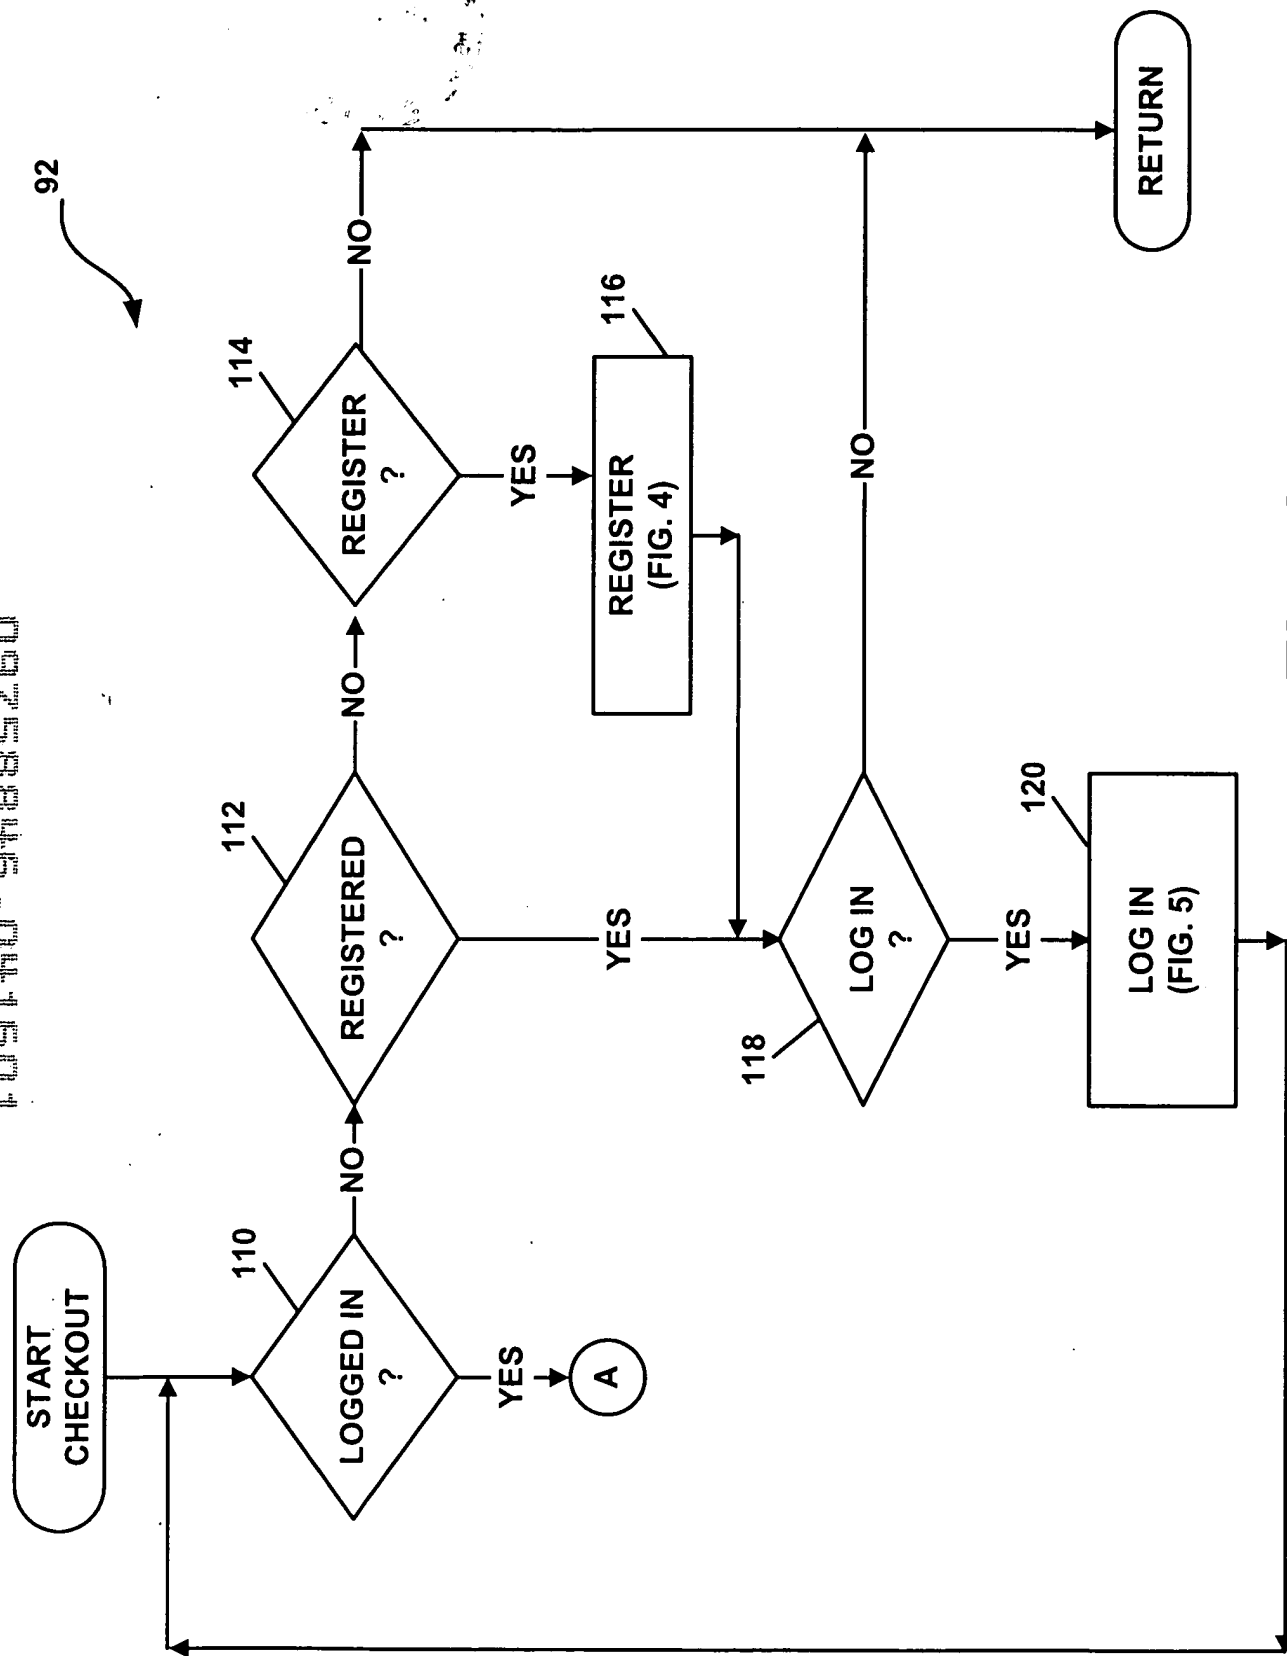 92
START
CHECKOUT
110
LOGGED IN
?
NO
YES
A
112
REGISTERED
?
NO
YES
114
REGISTER
?
NO
YES
116
REGISTER
(FIG. 4)
118
LOG IN
?
NO
YES
120
LOG IN
(FIG. 5)
RETURN